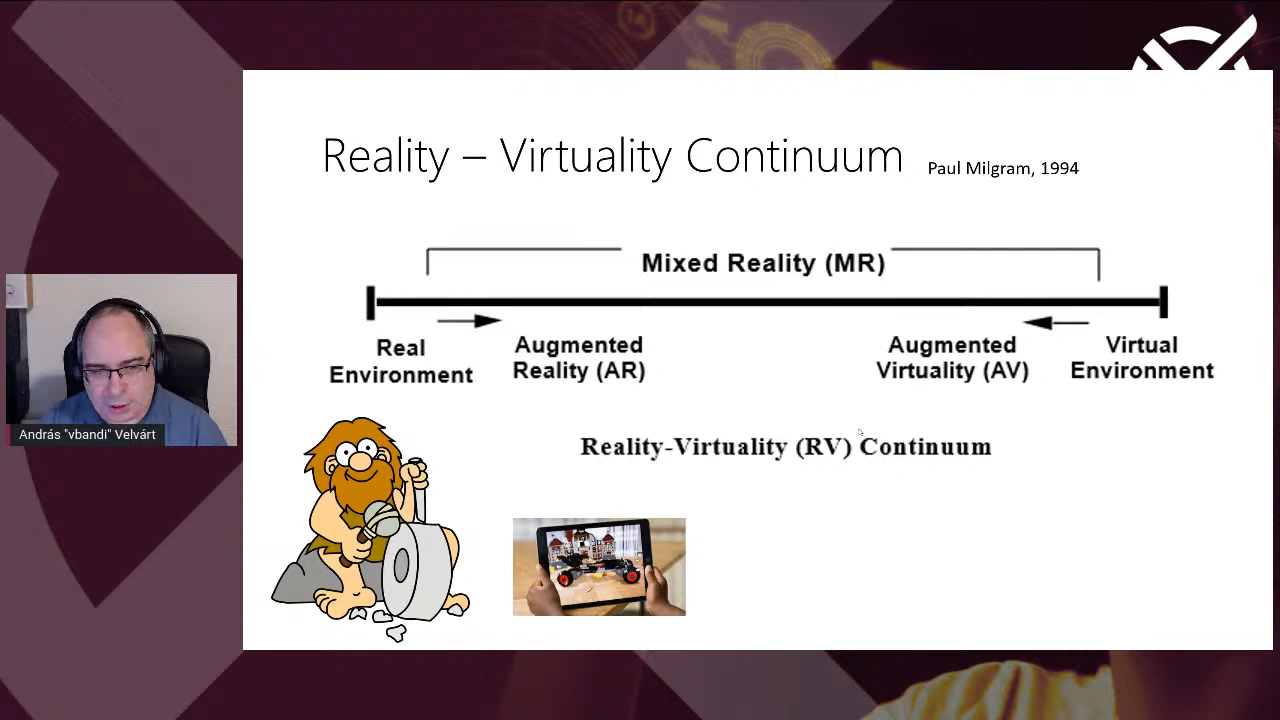 Reality – Virtuality Continuum
Paul Milgram, 1994
Mixed Reality (MR)
Real
Environment
Augmented
Reality (AR)
Augmented
Virtuality (AV)
Virtual
Environment
Reality-Virtuality (RV) Continuum
András "vbandi" Velvárt